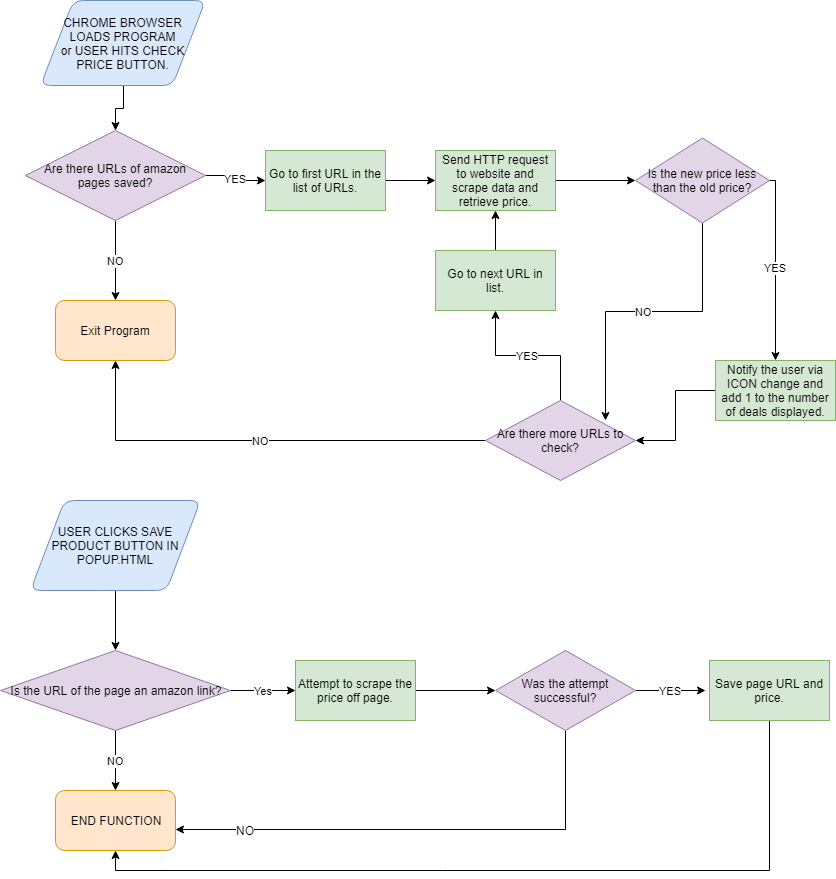 CHROME BROWSER
LOADS PROGRAM
or USER HITS CHECK
PRICE BUTTON.
Are there URLs of amazon
pages saved?
YES
Go to first URL in the
list of URLs.
Send HTTP request
to website and
scrape data and
retrieve price.
Is the new price less
than the old price?
NO
Exit Program
Go to next URL in
list.
YES
NO
YES
Notify the user via
ICON change and
add 1 to the number
of deals displayed.
Are there more URLs to
check?
NO
USER CLICKS SAVE
PRODUCT BUTTON IN
POPUP.HTML
Is the URL of the page an amazon link?
Yes
Attempt to scrape the
price off page.
Was the attempt
successful?
YES
Save page URL and
price.
NO
END FUNCTION
NO